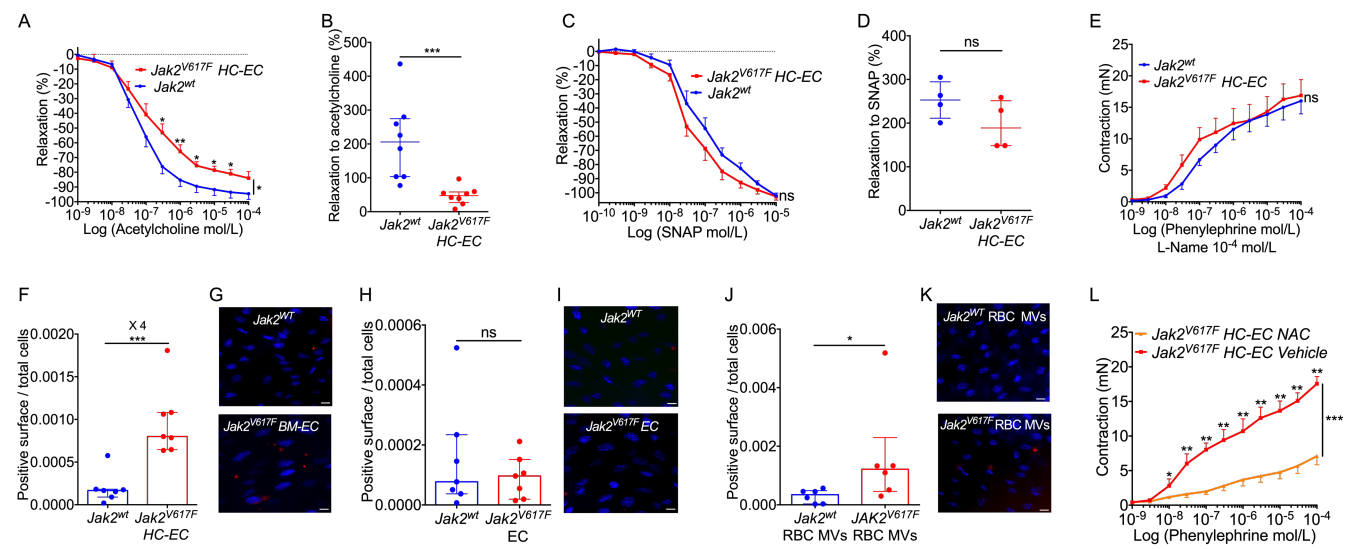 A
0
-10
-20
-30
-40
-50
-60
-70
-80
-90
-100
Relaxation (%)
Jak2V617F HC-EC
Jak2wt
*
**
*
*
*
*
10-9
10-8
10-7
10-6
10-5
10-4
Log (Acetylcholine mol/L)
B
Relaxation to acetylcholine (%)
500
400
300
200
100
0
***
Jak2wt
Jak2V617F
HC-EC
C
Relaxation (%)
0
-10
-20
-30
-40
-50
-60
-70
-80
-90
-100
Jak2V617F HC-EC
Jak2wt
ns
10-10
10-9
10-8
10-7
10-6
10-5
Log (SNAP mol/L)
D
Relaxation to SNAP (%)
400
300
200
100
0
ns
Jak2wt
Jak2V617F
HC-EC
E
Contraction (mN)
25
20
15
10
5
0
Jak2wt
Jak2V617F HC-EC
ns
10-9
10-8
10-7
10-6
10-5
10-4
Log (Phenylephrine mol/L)
L-Name 10-4 mol/L
F
Positive surface / total cells
0.0020
0.0015
0.0010
0.0005
0.0000
X 4
***
Jak2wt
Jak2V617F
HC-EC
G
Jak2WT
Jak2V617F BM-EC
H
Positive surface / total cells
0.0006
0.0004
0.0002
0.0000
ns
Jak2wt
Jak2V617F
EC
I
Jak2WT
Jak2V617F EC
J
Positive surface / total cells
0.006
0.004
0.002
0.000
*
Jak2wt
RBC MVs
JAK2V617F
RBC MVs
K
Jak2WT RBC MVs
Jak2V617F RBC MVs
L
Contraction (mN)
25
20
15
10
5
0
Jak2V617F HC-EC NAC
Jak2V617F HC-EC Vehicle
*
**
**
**
**
**
**
**
**
***
10-9
10-8
10-7
10-6
10-5
10-4
Log (Phenylephrine mol/L)